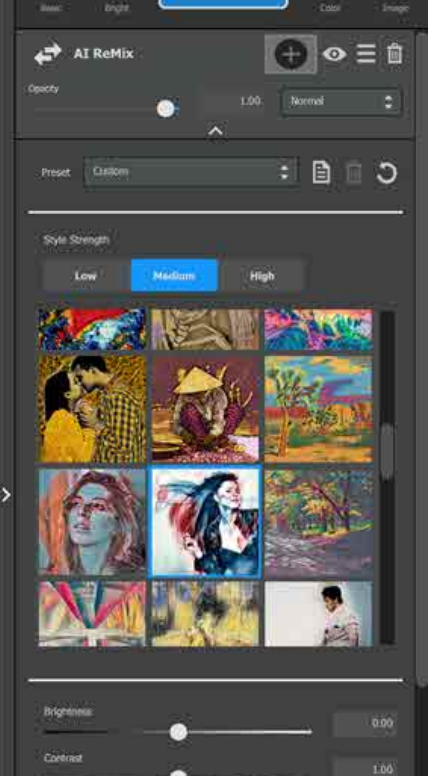 Basic Bright Color Image
AI ReMix
Opacity
1.00 Normal
Preset Custom
Style Strength
Low Medium High
Brightness
0.00
Contrast
1.00